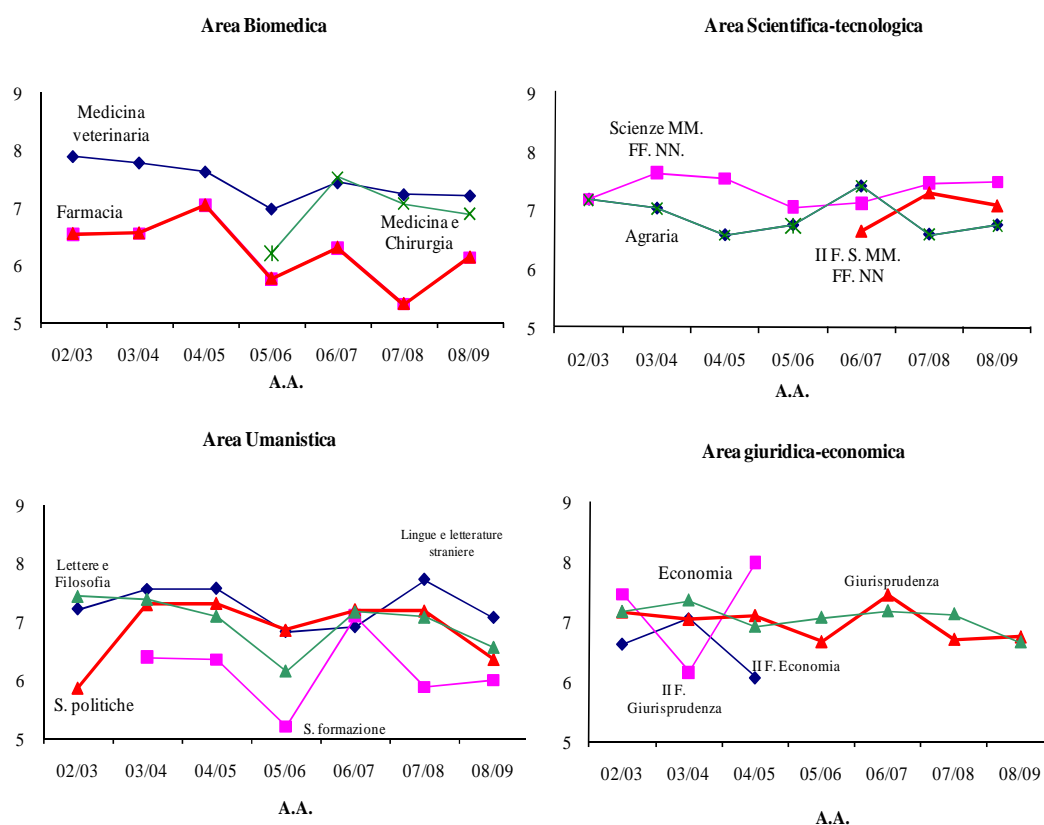 Area Biomedica
9
8
7
6
5
Medicina
veterinaria
Farmacia
Medicina e
Chirurgia
02/03 03/04 04/05 05/06 06/07 07/08 08/09
A.A.
Area Scientifica-tecnologica
9
8
7
6
5
Scienze MM.
FF. NN.
Agraria
II F. S. MM.
FF. NN
02/03 03/04 04/05 05/06 06/07 07/08 08/09
A.A.
Area Umanistica
9
8
7
6
5
Lettere e
Filosofia
Lingue e letterature
straniere
S. politiche
S. formazione
02/03 03/04 04/05 05/06 06/07 07/08 08/09
A.A.
Area giuridica-economica
9
8
7
6
5
Economia
Giurisprudenza
II F. Economia
II F.
Giurisprudenza
02/03 03/04 04/05 05/06 06/07 07/08 08/09
A.A.